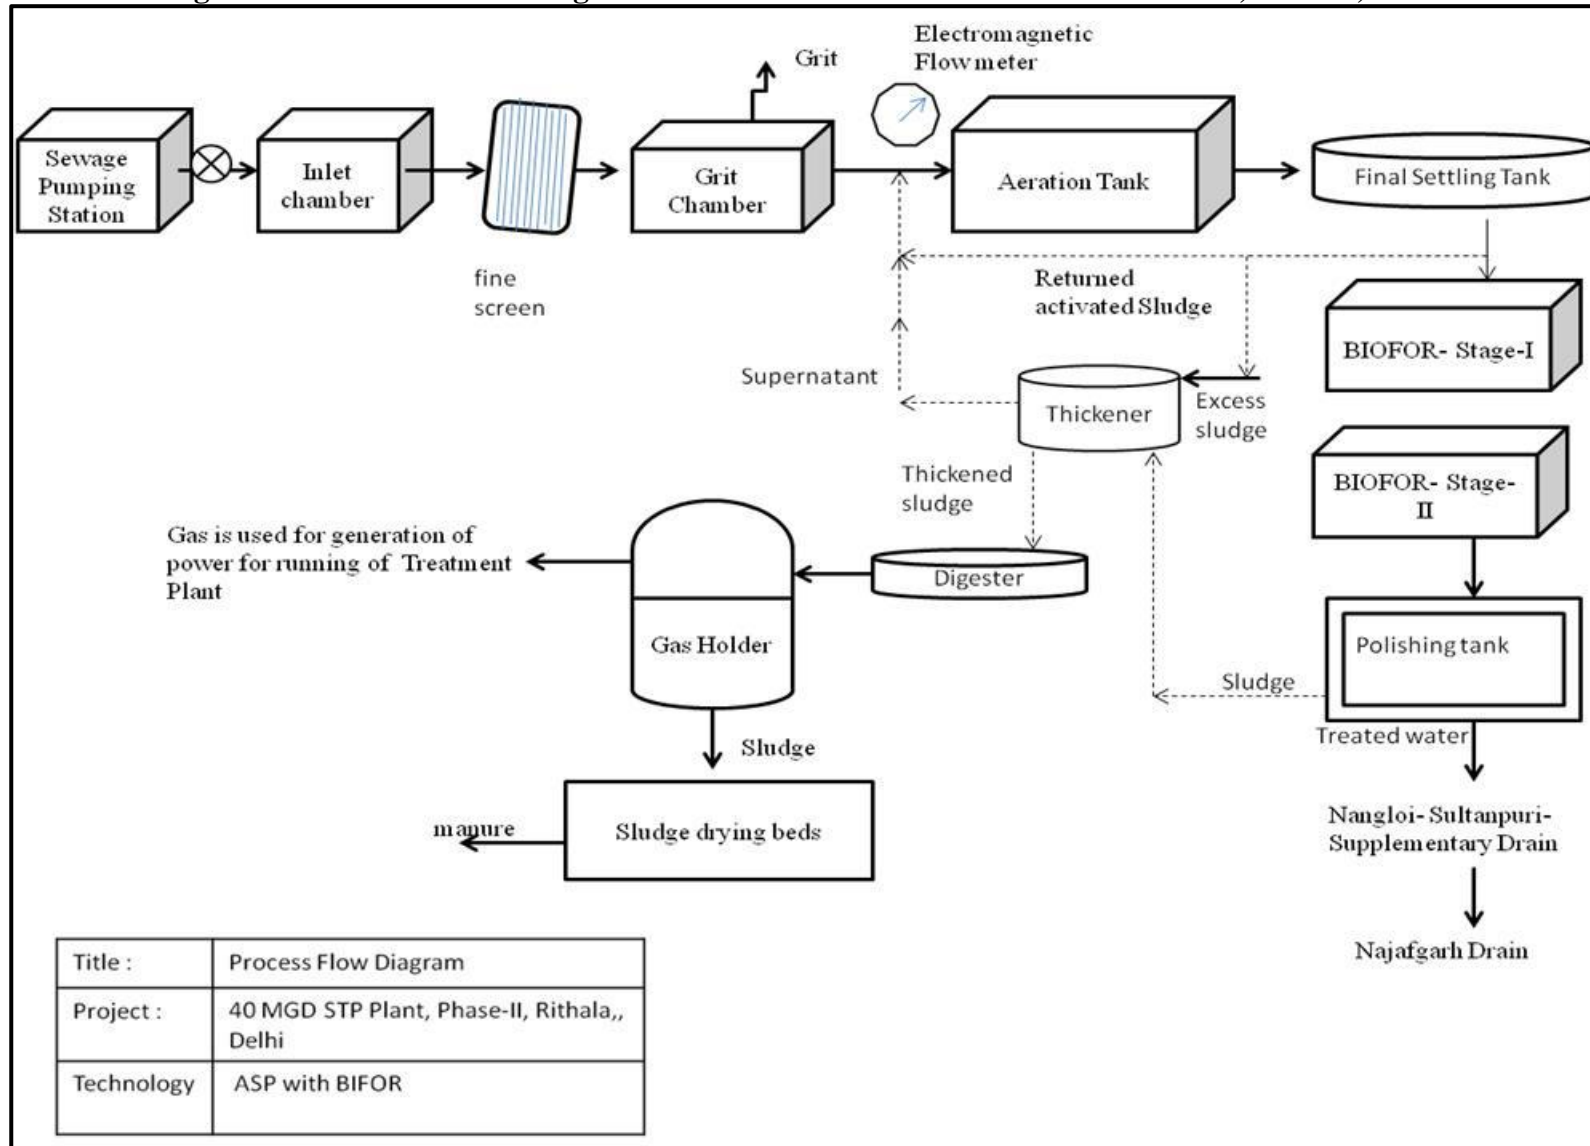 Electromagnetic
Flow meter
Grit
Sewage
Pumping
Station
Inlet
chamber
Grit
Chamber
Aeration Tank
Final Settling Tank
fine
screen
Returned
activated Sludge
BIOFOR- Stage-I
Supernatant
Thickener
Excess
sludge
Thickened
sludge
BIOFOR- Stage-
II
Gas is used for generation of
power for running of Treatment
Plant
Digester
Gas Holder
Polishing tank
Sludge
Treated water
Sludge
manure
Sludge drying beds
Nangloi- Sultanpuri-
Supplementary Drain
Najafgarh Drain
Title :
Process Flow Diagram
Project :
40 MGD STP Plant, Phase-II, Rithala,,
Delhi
Technology
ASP with BIFOR